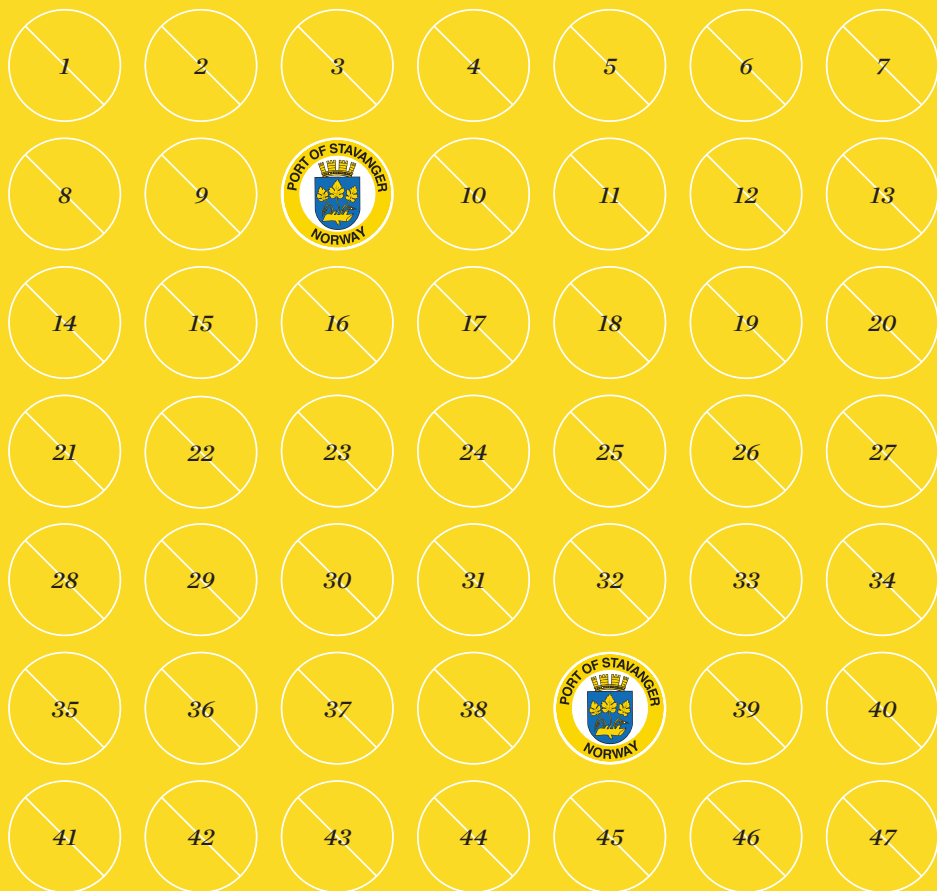 1 2 3 4 5 6 7
8 9 PORT OF STAVANGER NORWAY 10 11 12 13
14 15 16 17 18 19 20
21 22 23 24 25 26 27
28 29 30 31 32 33 34
35 36 37 38 PORT OF STAVANGER NORWAY 39 40
41 42 43 44 45 46 47